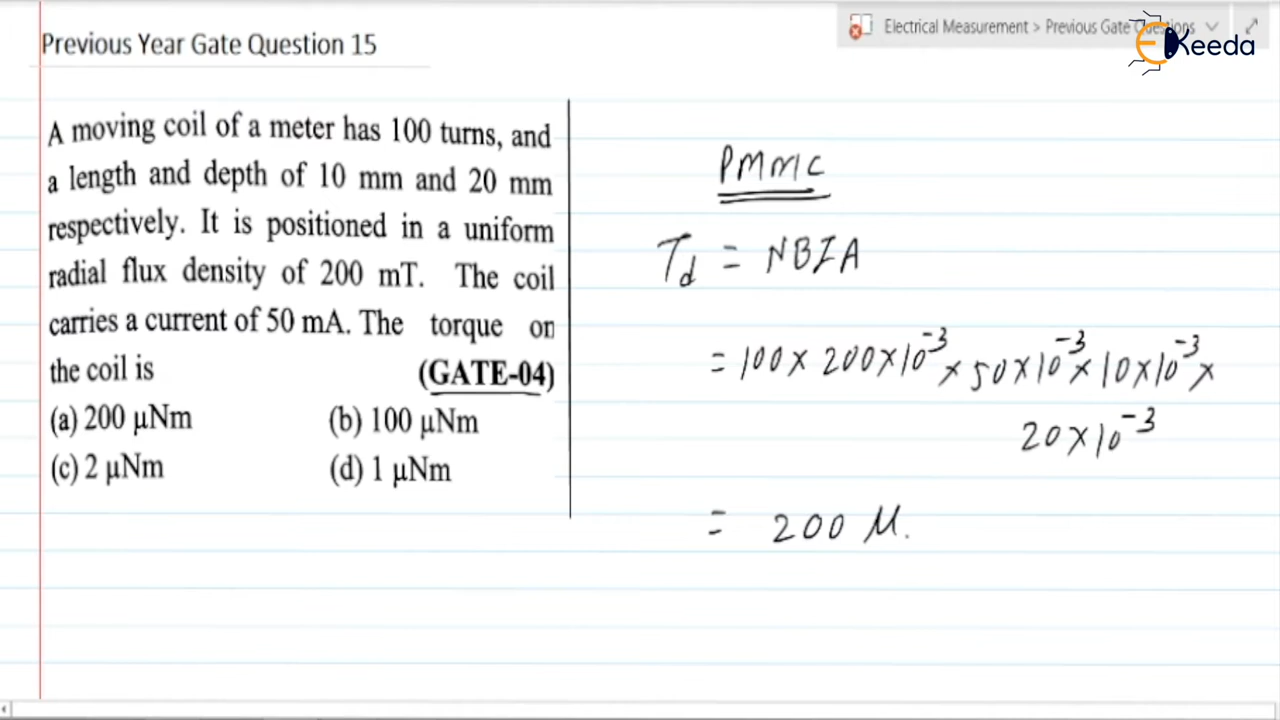 Previous Year Gate Question 15
Electrical Measurement > Previous Gate Questions
EKeeda
A moving coil of a meter has 100 turns, and
a length and depth of 10 mm and 20 mm
respectively. It is positioned in a uniform
radial flux density of 200 mT. The coil
carries a current of 50 mA. The torque on
the coil is (GATE-04)
(a) 200 μNm (b) 100 μNm
(c) 2 μNm (d) 1 μNm
PMMC
Td = NBIA
= 100 × 200×10⁻³ × 50×10⁻³ × 10×10⁻³ ×
20×10⁻³
= 200 μ.